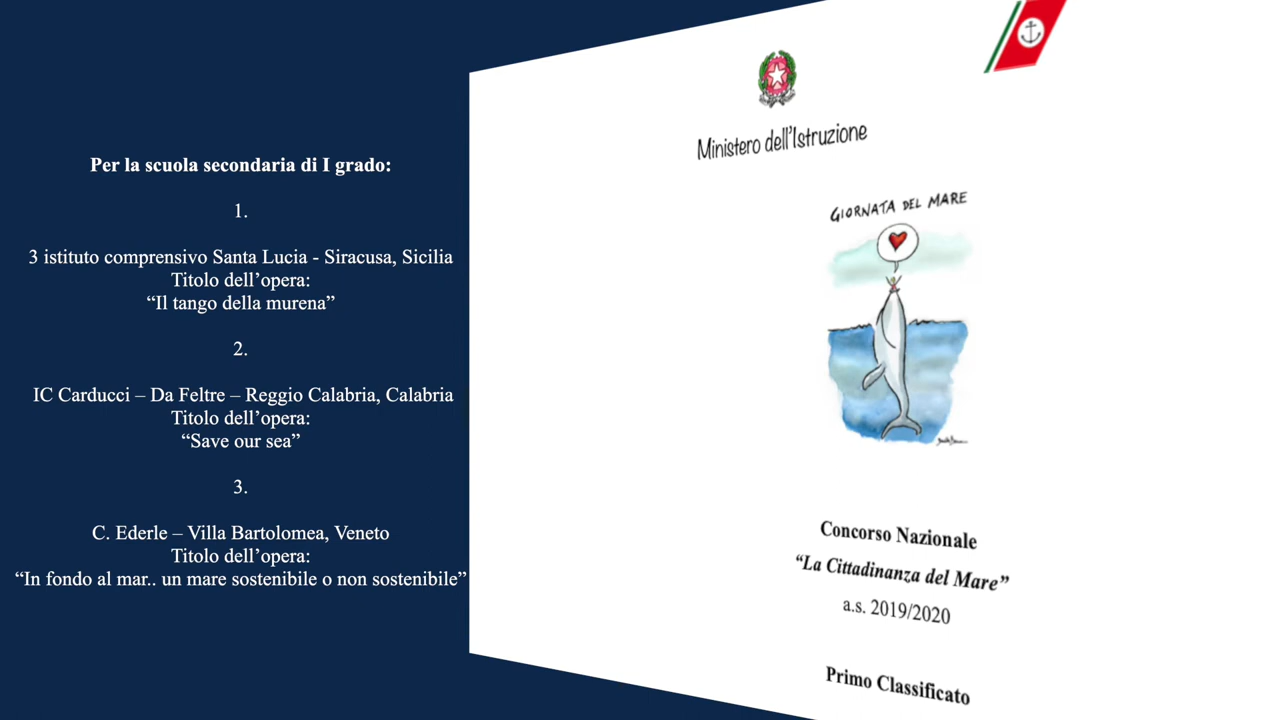 Per la scuola secondaria di I grado:
1.
3 istituto comprensivo Santa Lucia - Siracusa, Sicilia
Titolo dell’opera:
“Il tango della murena”
2.
IC Carducci – Da Feltre – Reggio Calabria, Calabria
Titolo dell’opera:
“Save our sea”
3.
C. Ederle – Villa Bartolomea, Veneto
Titolo dell’opera:
“In fondo al mar.. un mare sostenibile o non sostenibile”
Ministero dell’Istruzione
GIORNATA DEL MARE
Concorso Nazionale
“La Cittadinanza del Mare”
a.s. 2019/2020
Primo Classificato